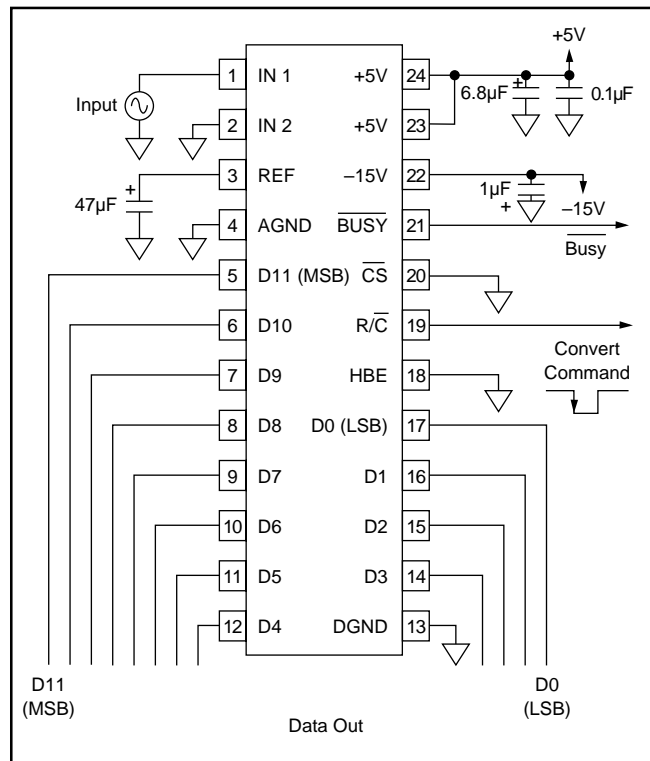 +5V
1 IN 1 +5V 24
6.8µF + 0.1µF
Input
2 IN 2 +5V 23
3 REF –15V 22
+
47µF
1µF
+
–15V
4 AGND BUSY 21
Busy
5 D11 (MSB) CS 20
6 D10 R/C 19
Convert
Command
7 D9 HBE 18
8 D8 D0 (LSB) 17
9 D7 D1 16
10 D6 D2 15
11 D5 D3 14
12 D4 DGND 13
D11
(MSB)
D0
(LSB)
Data Out